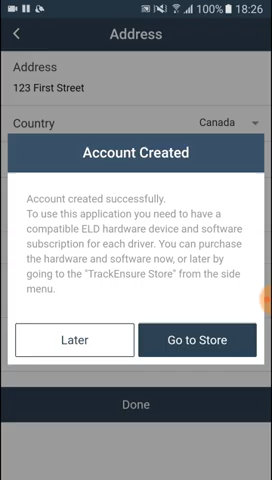 100% 18:26
Address
Address
123 First Street
Country
Canada
Account Created
Account created successfully.
To use this application you need to have a
compatible ELD hardware device and software
subscription for each driver. You can purchase
the hardware and software now, or later by
going to the "TrackEnsure Store" from the side
menu.
Later
Go to Store
Done